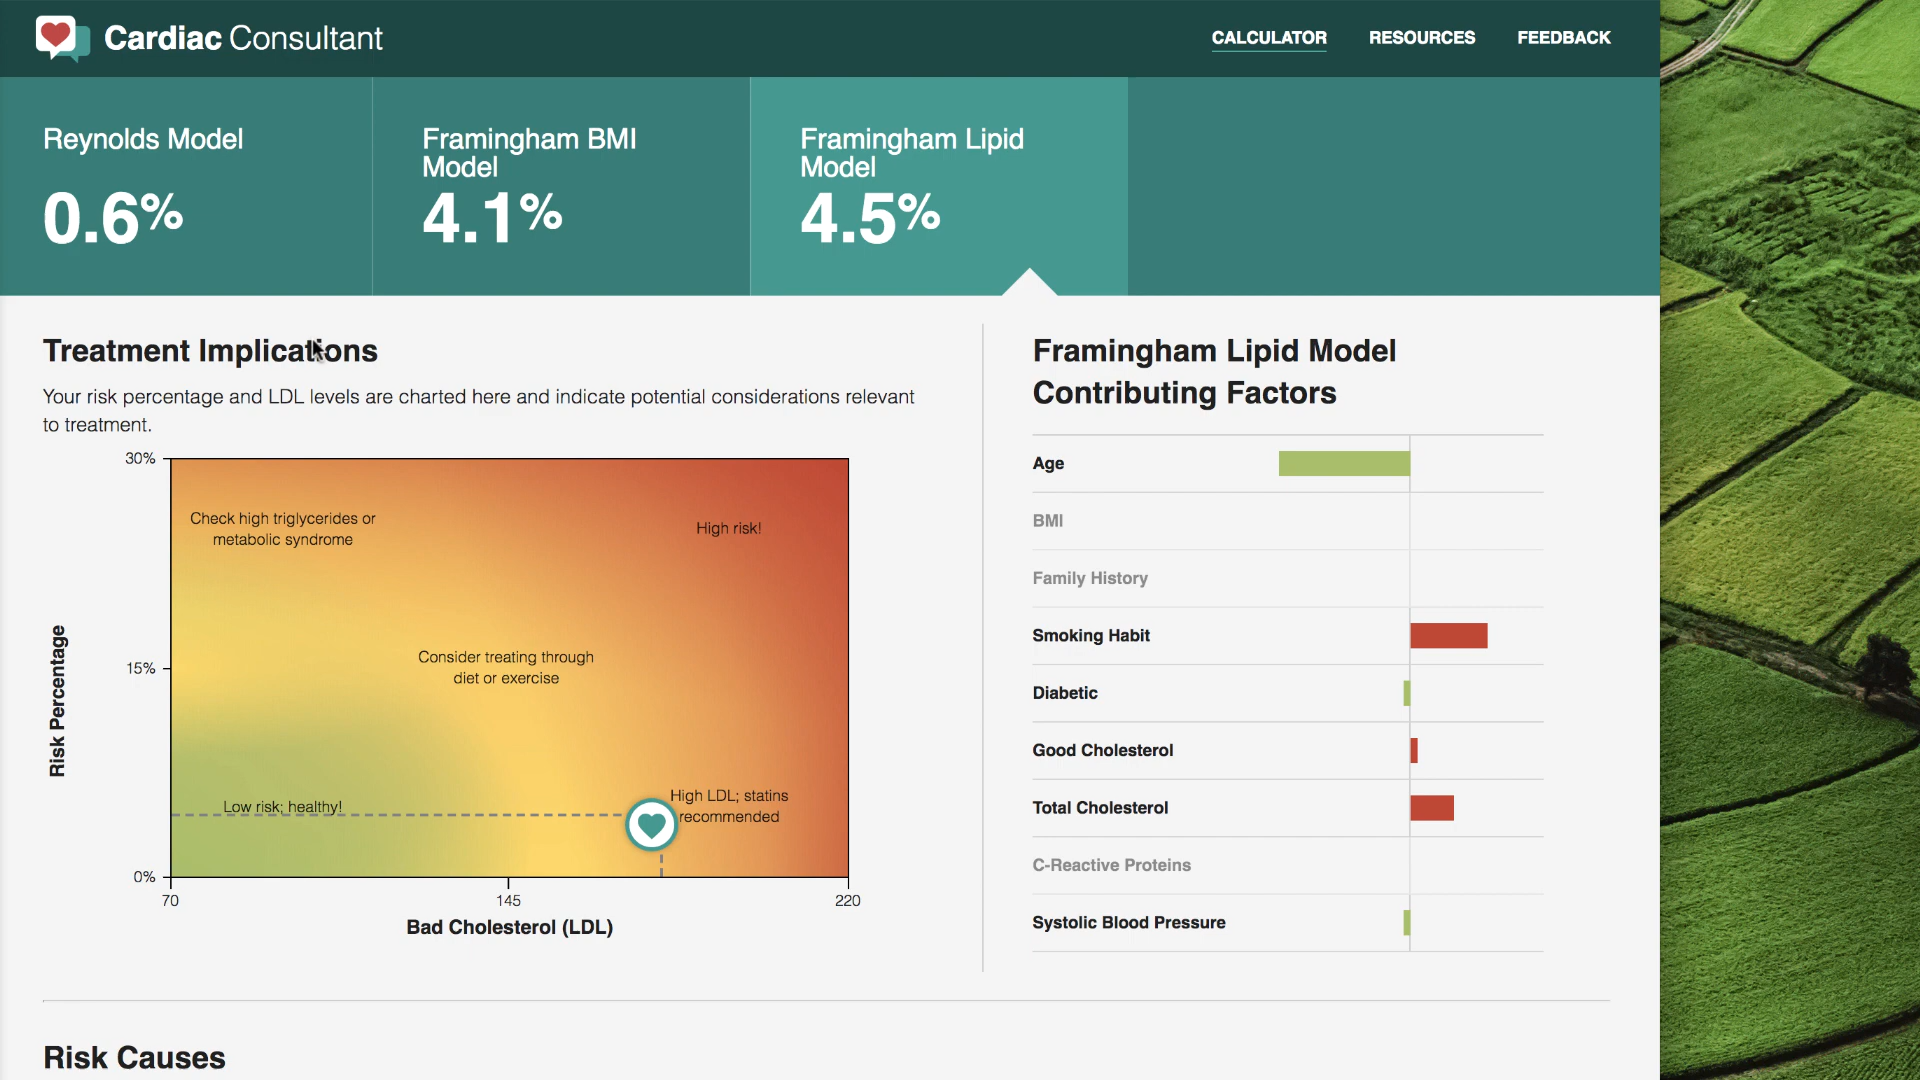 Cardiac Consultant
CALCULATOR
RESOURCES
FEEDBACK
Reynolds Model
0.6%
Framingham BMI
Model
4.1%
Framingham Lipid
Model
4.5%
Treatment Implications
Your risk percentage and LDL levels are charted here and indicate potential considerations relevant
to treatment.
Risk Percentage
30%
15%
0%
Check high triglycerides or
metabolic syndrome
High risk!
Consider treating through
diet or exercise
Low risk; healthy!
High LDL; statins
recommended
70
145
220
Bad Cholesterol (LDL)
Framingham Lipid Model
Contributing Factors
Age
BMI
Family History
Smoking Habit
Diabetic
Good Cholesterol
Total Cholesterol
C-Reactive Proteins
Systolic Blood Pressure
Risk Causes